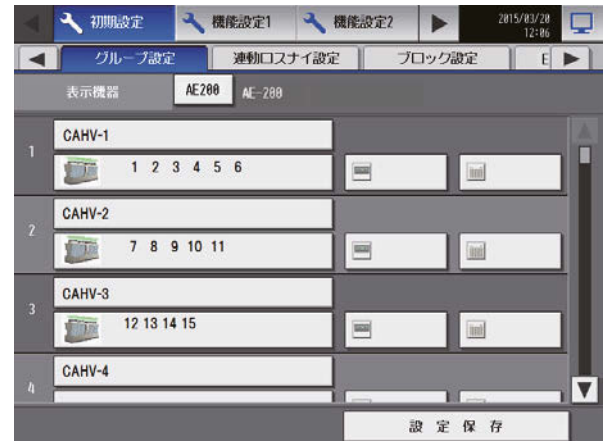 初期設定 機能設定1 機能設定2 2015/03/20
12:06
グループ設定 連動ロスナイ設定 ブロック設定 E
表示機器 AE200 AE-200
CAHV-1
1
1 2 3 4 5 6
CAHV-2
2
7 8 9 10 11
CAHV-3
3
12 13 14 15
CAHV-4
4
設 定 保 存